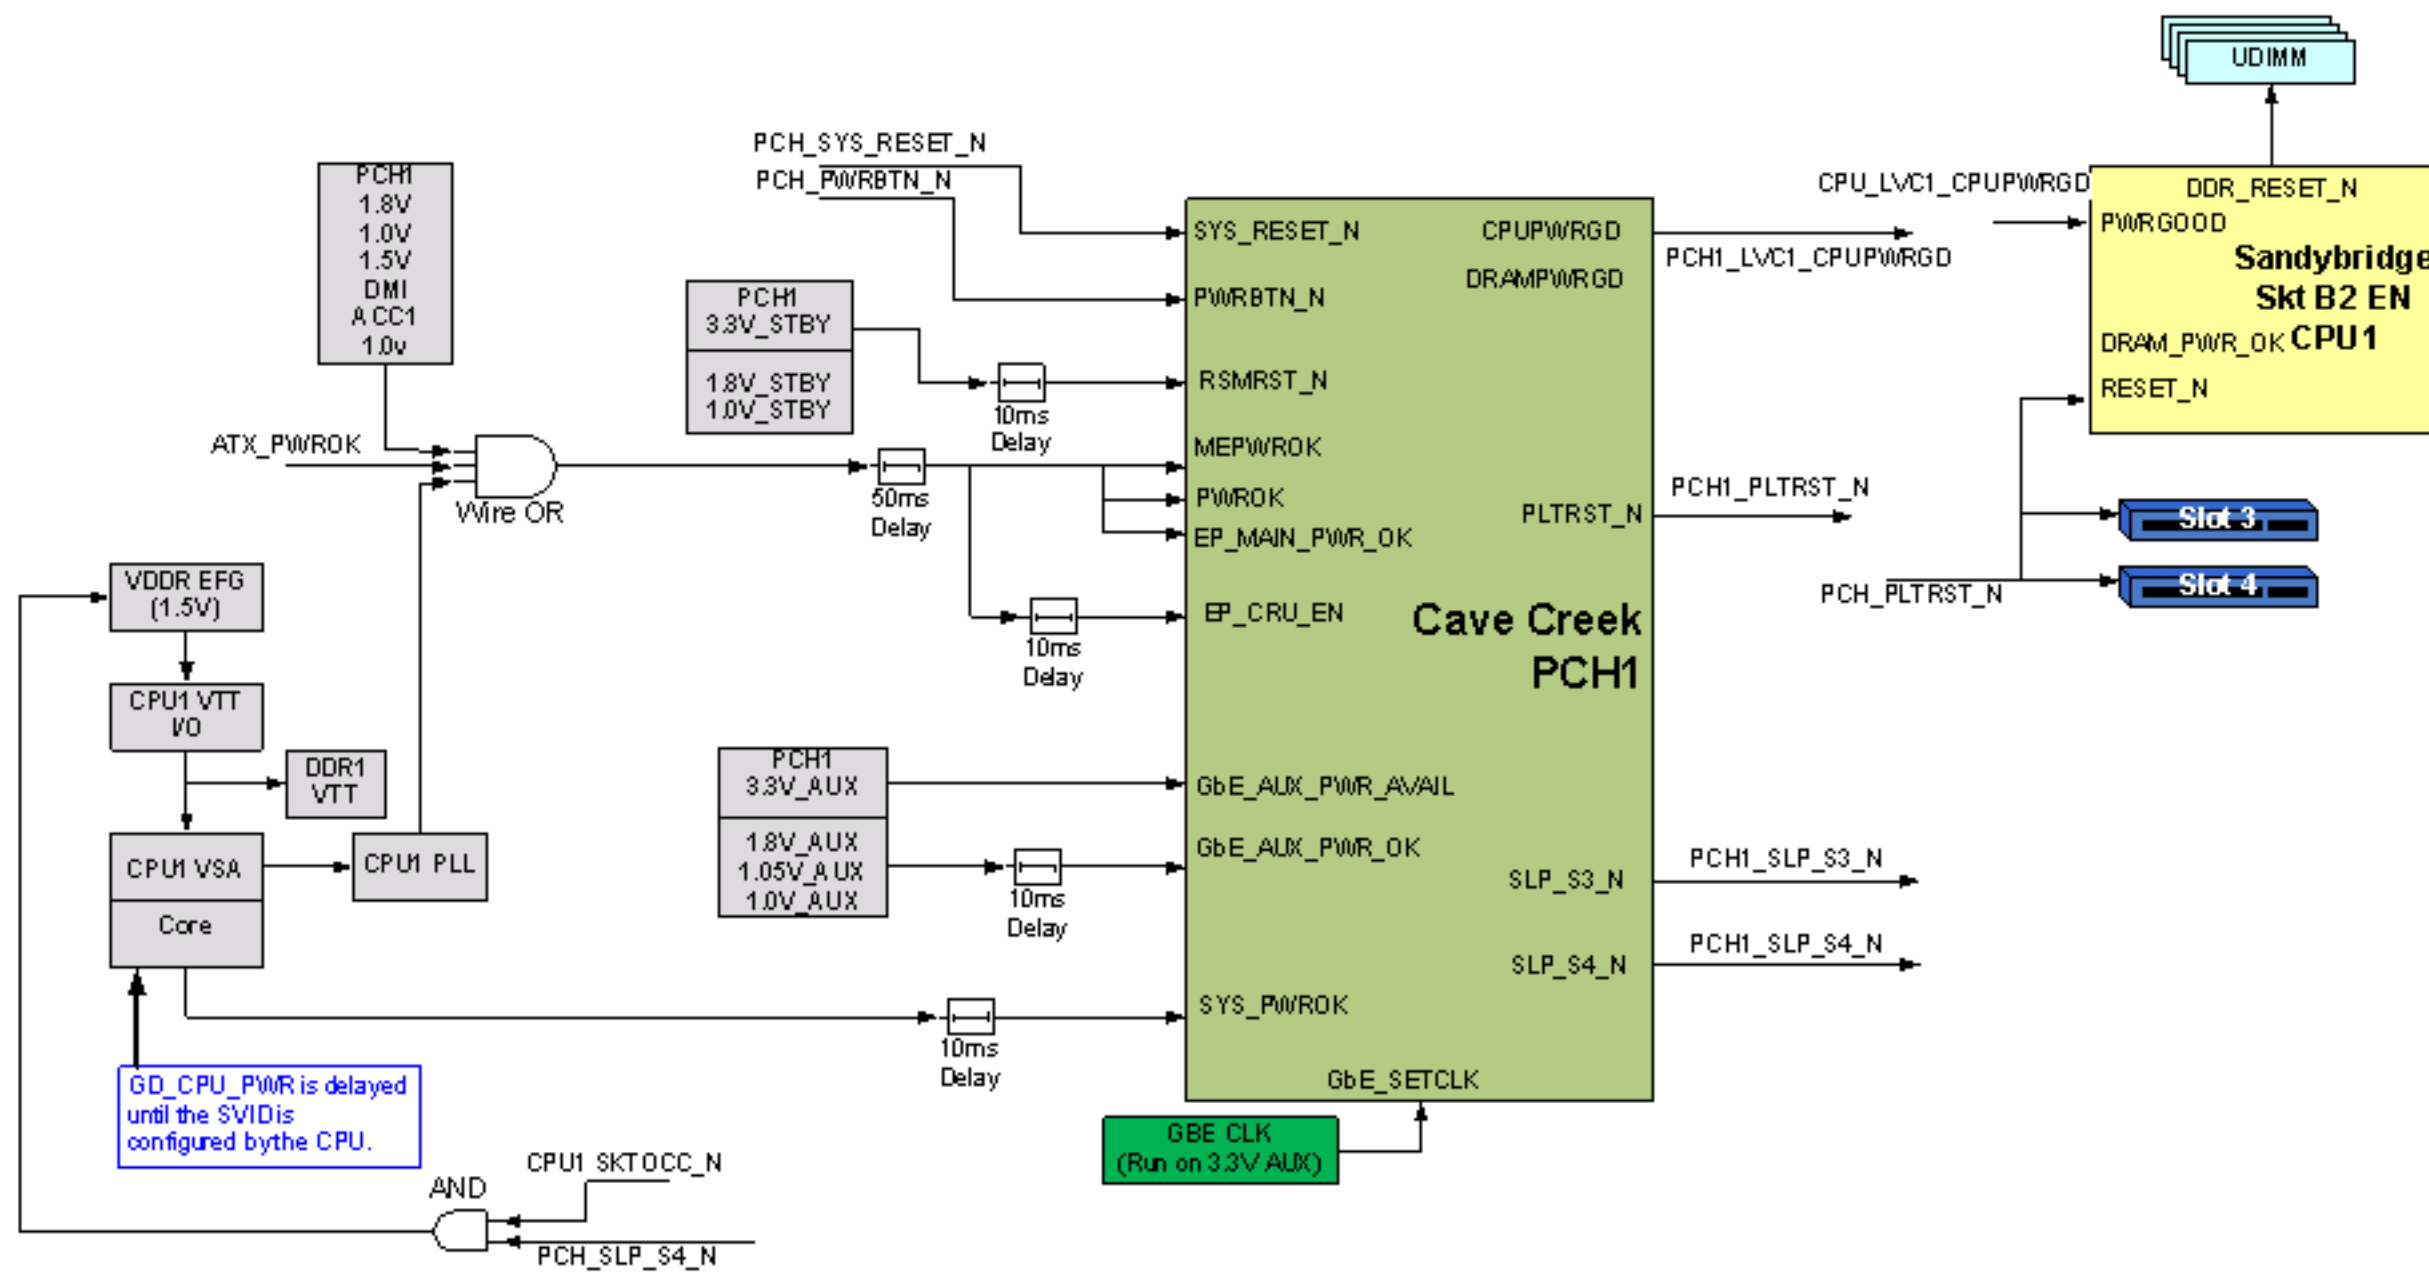 UDIMM
PCH_SYS_RESET_N
PCH_PWRBTN_N
PCH1
1.8V
1.0V
1.5V
DMI
ACC1
1.0v
CPU_LVC1_CPUPWRGD
DDR_RESET_N
PWRGOOD
Sandybridge
Skt B2 EN
CPU1
DRAM_PWR_OK
RESET_N
SYS_RESET_N
CPUPWRGD
PCH1_LVC1_CPUPWRGD
DRAMPWRGD
PWRBTN_N
PCH1
3.3V_STBY
1.8V_STBY
1.0V_STBY
RSMRST_N
10ms
Delay
ATX_PWROK
Wire OR
50ms
Delay
MEPWROK
PWROK
EP_MAIN_PWR_OK
PLTRST_N
PCH1_PLTRST_N
Slot 3
Slot 4
PCH_PLTRST_N
VDDR EFG
(1.5V)
EP_CRU_EN
10ms
Delay
Cave Creek
PCH1
CPU1 VTT
I/O
DDR1
VTT
PCH1
3.3V_AUX
1.8V_AUX
1.05V_AUX
1.0V_AUX
GbE_AUX_PWR_AVAIL
GbE_AUX_PWR_OK
10ms
Delay
CPU1 VSA
Core
CPU1 PLL
SLP_S3_N
PCH1_SLP_S3_N
SLP_S4_N
PCH1_SLP_S4_N
SYS_PWROK
10ms
Delay
GD_CPU_PWR is delayed
until the SVID is
configured by the CPU.
GbE_SETCLK
GBE CLK
(Run on 3.3V AUX)
CPU1_SKTOCC_N
AND
PCH_SLP_S4_N